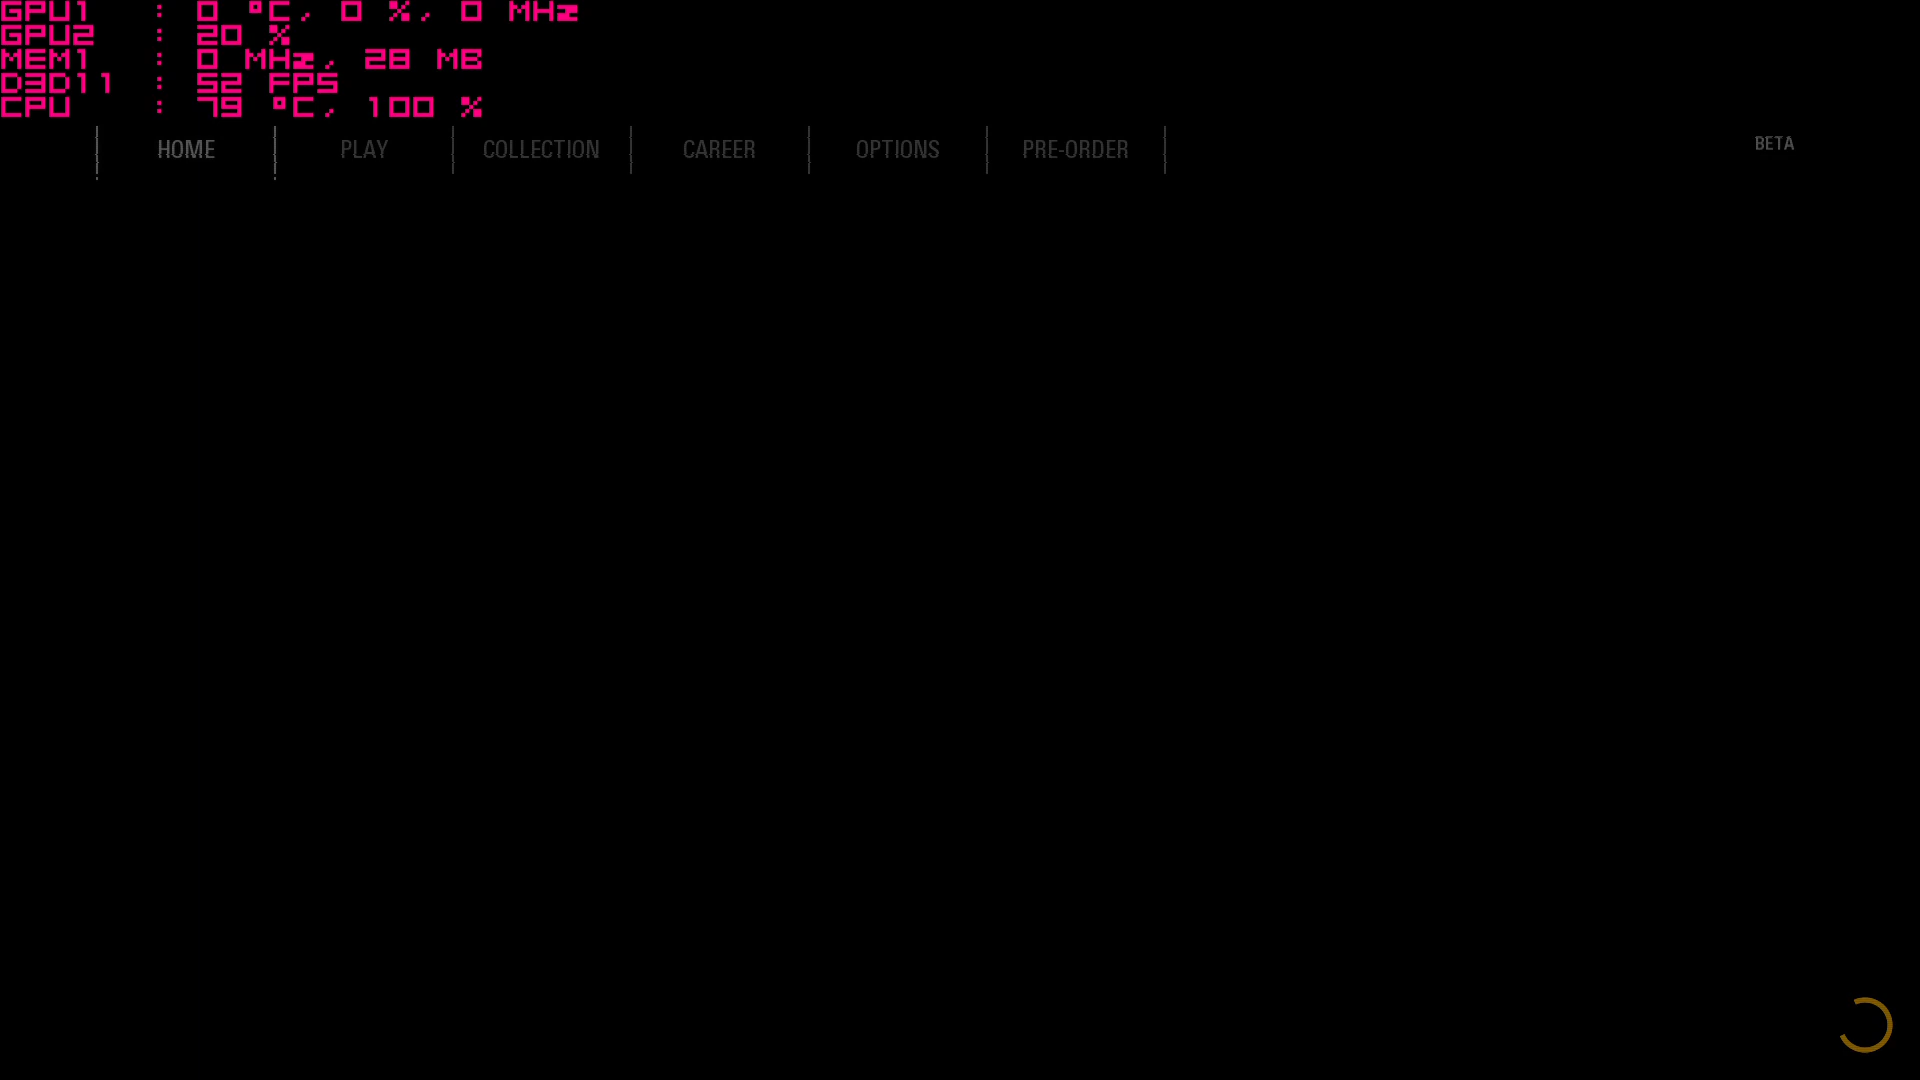 GPU1 : 0 °C, 0 %, 0 MHz
GPU2 : 20 %
MEM1 : 0 MHz, 28 MB
D3D11 : 52 FPS
CPU : 79 °C, 100 %
HOME PLAY COLLECTION CAREER OPTIONS PRE-ORDER BETA